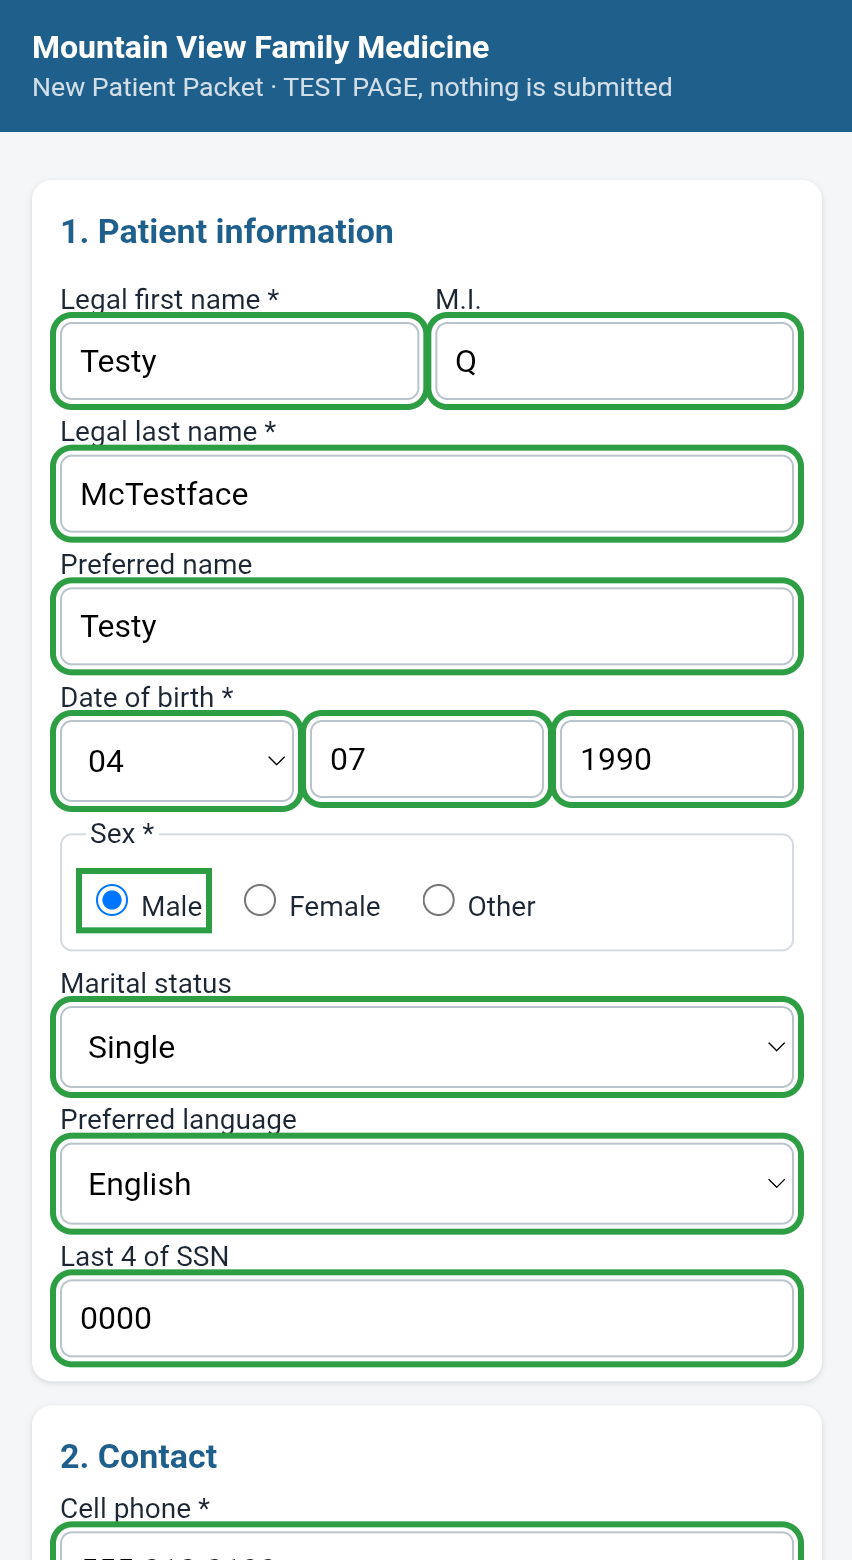 Mountain View Family Medicine
New Patient Packet · TEST PAGE, nothing is submitted
1. Patient information
Legal first name * M.I.
Testy Q
Legal last name *
McTestface
Preferred name
Testy
Date of birth *
04 07 1990
Sex *
Male Female Other
Marital status
Single
Preferred language
English
Last 4 of SSN
0000
2. Contact
Cell phone *